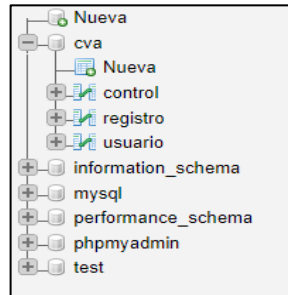 Nueva
cva
Nueva
control
registro
usuario
information_schema
mysql
performance_schema
phpmyadmin
test